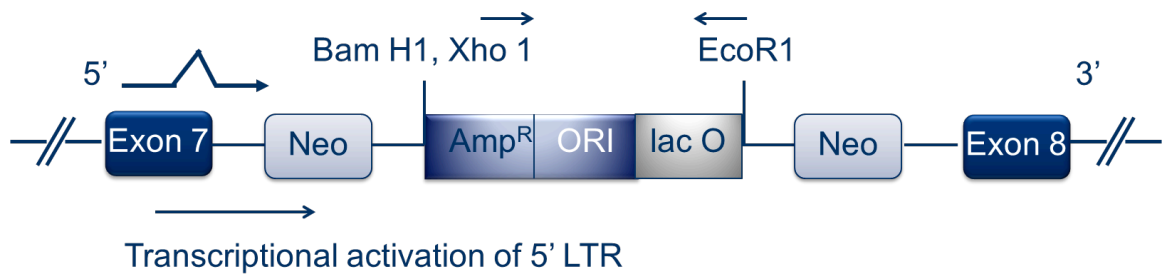 Bam H1, Xho 1 EcoR1
5’ 3’
Exon 7 Neo Amp^R ORI lac O Neo Exon 8
Transcriptional activation of 5’ LTR